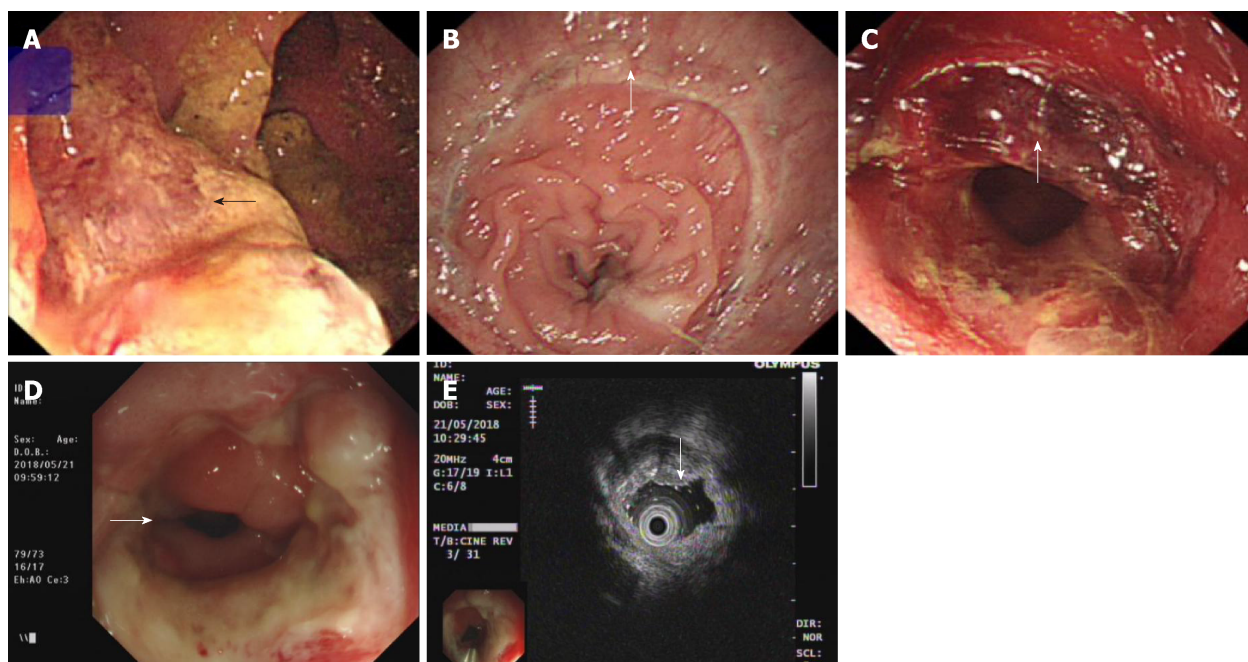 A
B
C
D
ID
Name:
Sex: Age:
D.O.B.:
2018/05/21
09:59:12
79/73
16/17
Eh:A0 Ce:3
\\
E
ID:
NAME:
AGE:
DOB: SEX:
21/05/2018
10:29:45
20MHz 4cm
G:17/19 I:L1
C:6/8
MEDIA
T/B:CINE REV
3/ 31
OLYMPUS
DIR:
NOR
SCL: